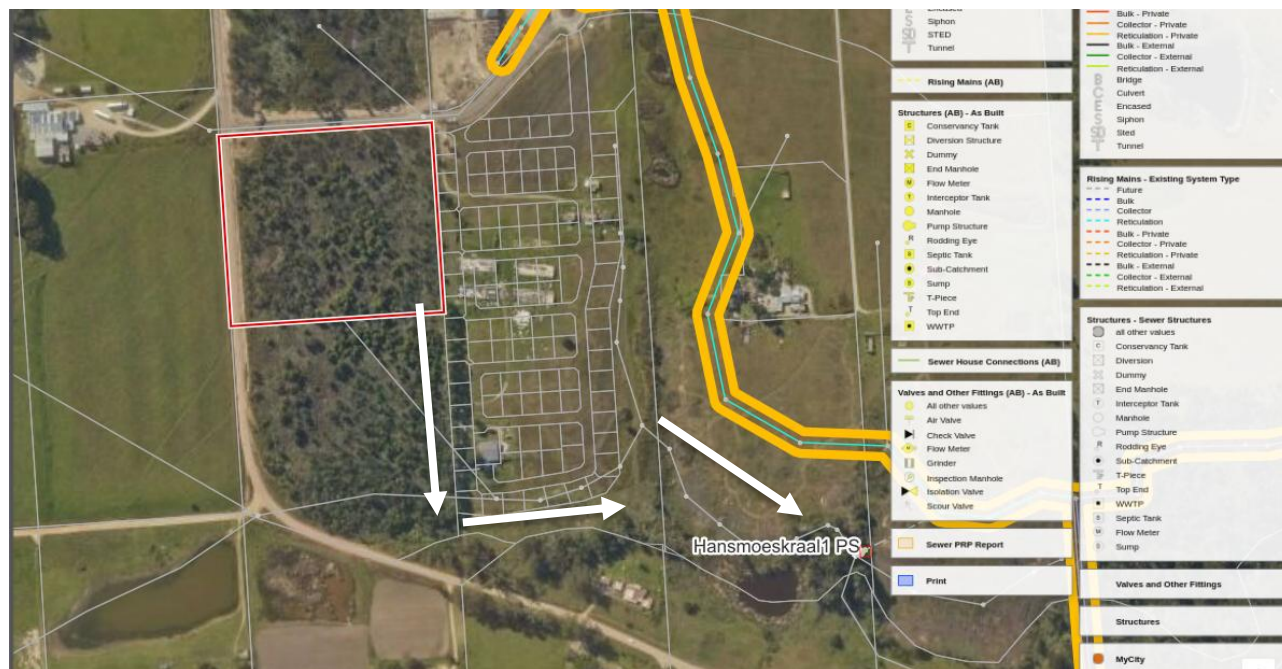 Encased
Siphon
STED
Tunnel
Rising Mains (AB)
Structures (AB) - As Built
Conservancy Tank
Diversion Structure
Dummy
End Manhole
Flow Meter
Interceptor Tank
Manhole
Pump Structure
Rodding Eye
Septic Tank
Sub-Catchment
Sump
T-Piece
Top End
WWTP
Sewer House Connections (AB)
Valves and Other Fittings (AB) - As Built
All other values
Air Valve
Check Valve
Flow Meter
Grinder
Inspection Manhole
Isolation Valve
Scour Valve
Sewer PRP Report
Print
Bulk - Private
Collector - Private
Reticulation - Private
Bulk - External
Collector - External
Reticulation - External
Bridge
Culvert
Encased
Siphon
Sted
Tunnel
Rising Mains - Existing System Type
Future
Bulk
Collector
Reticulation
Bulk - Private
Collector - Private
Reticulation - Private
Bulk - External
Collector - External
Reticulation - External
Structures - Sewer Structures
all other values
Conservancy Tank
Diversion
Dummy
End Manhole
Interceptor Tank
Manhole
Pump Structure
Rodding Eye
Sub-Catchment
T-Piece
Top End
WWTP
Septic Tank
Flow Meter
Sump
Valves and Other Fittings
Structures
MyCity
Hansmoeskraal1 PS